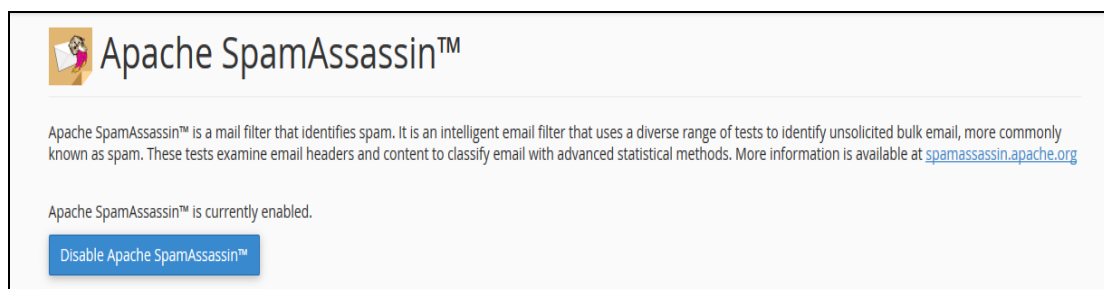 Apache SpamAssassin™
Apache SpamAssassin™ is a mail filter that identifies spam. It is an intelligent email filter that uses a diverse range of tests to identify unsolicited bulk email, more commonly
known as spam. These tests examine email headers and content to classify email with advanced statistical methods. More information is available at spamassassin.apache.org
Apache SpamAssassin™ is currently enabled.
Disable Apache SpamAssassin™